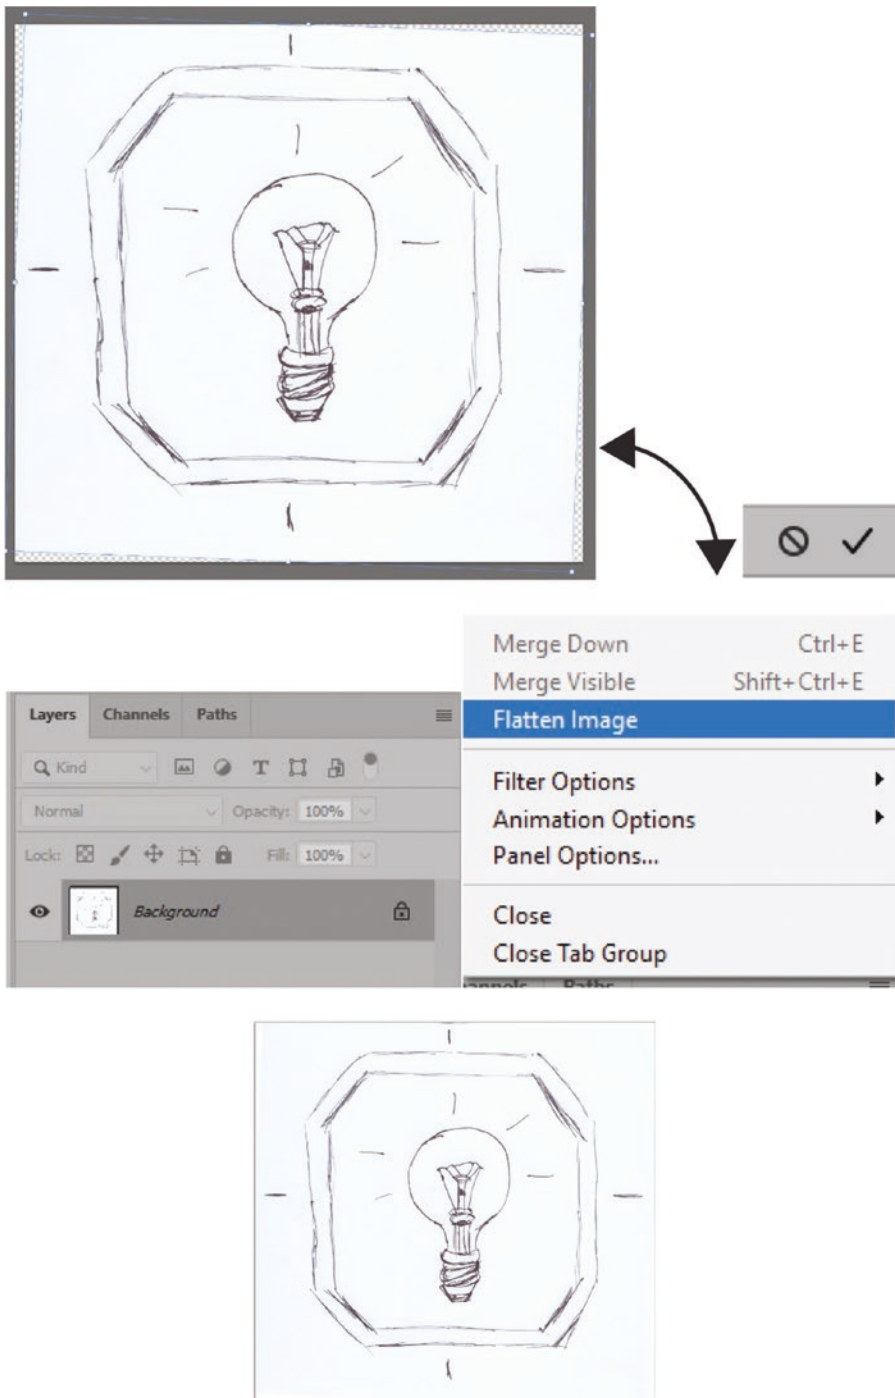 Merge Down Ctrl+E
Merge Visible Shift+Ctrl+E
Flatten Image
Filter Options
Animation Options
Panel Options...
Close
Close Tab Group
Layers Channels Paths
Kind
Normal Opacity: 100%
Lock: Fill: 100%
Background
Paths